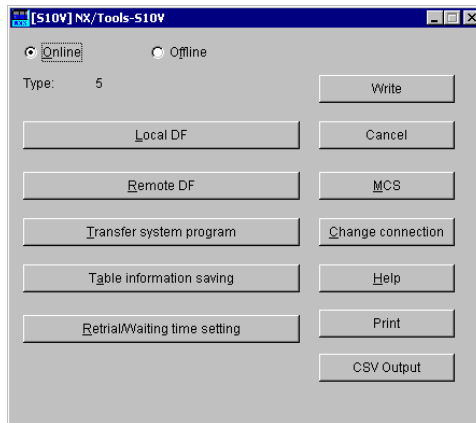 [S10V] NX/Tools-S10V
Online Offline
Type: 5
Write
Local DF Cancel
Remote DF MCS
Transfer system program Change connection
Table information saving Help
Retrial/Waiting time setting Print
CSV Output